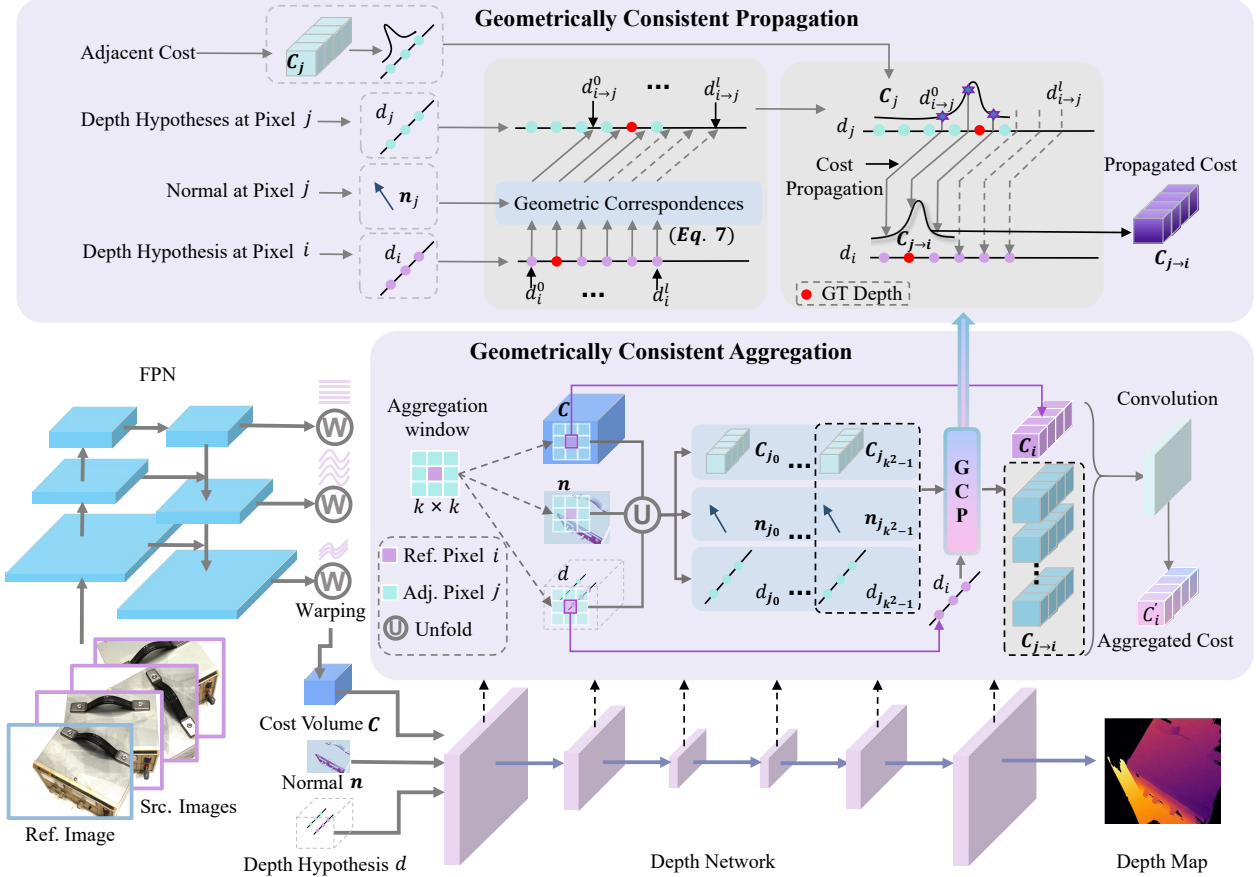 Geometrically Consistent Propagation
Adjacent Cost
C_j
Depth Hypotheses at Pixel j
d_j
Normal at Pixel j
n_j
Depth Hypothesis at Pixel i
d_i
d^0_{i→j} ... d^l_{i→j}
Geometric Correspondences
(Eq. 7)
d^0_i ... d^l_i
C_j
d^0_{i→j}
d^l_{i→j}
d_j
Cost
Propagation
C_{j→i}
d_i
GT Depth
Propagated Cost
C_{j→i}
Geometrically Consistent Aggregation
FPN
W
W
W
Warping
Aggregation
window
k × k
Ref. Pixel i
Adj. Pixel j
U Unfold
C
n
d
U
C_{j_0} ... C_{j_{k^2-1}}
n_{j_0} ... n_{j_{k^2-1}}
d_{j_0} ... d_{j_{k^2-1}}
G
C
P
d_i
C_i
C_{j→i}
Convolution
C'_i
Aggregated Cost
Cost Volume C
Normal n
Depth Hypothesis d
Src. Images
Ref. Image
Depth Network
Depth Map